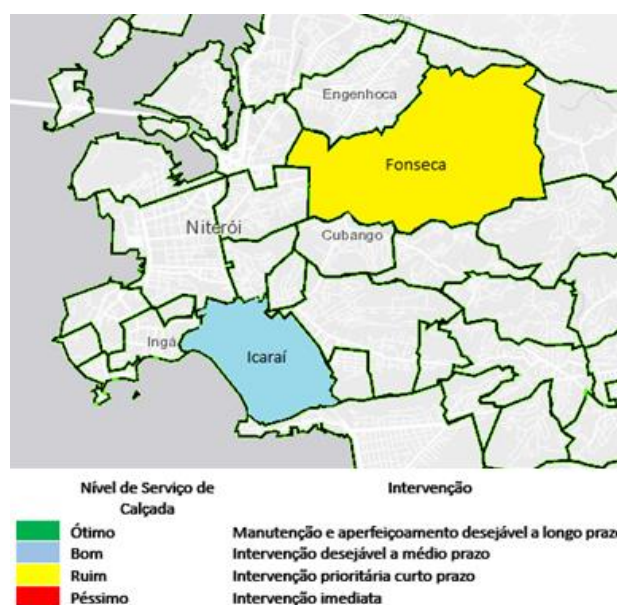 Engenhoca
Fonseca
Niterói
Cubango
Ingá
Icaraí
Nível de Serviço de Calçada
Intervenção
Ótimo Manutenção e aperfeiçoamento desejável a longo prazo
Bom Intervenção desejável a médio prazo
Ruim Intervenção prioritária curto prazo
Péssimo Intervenção imediata